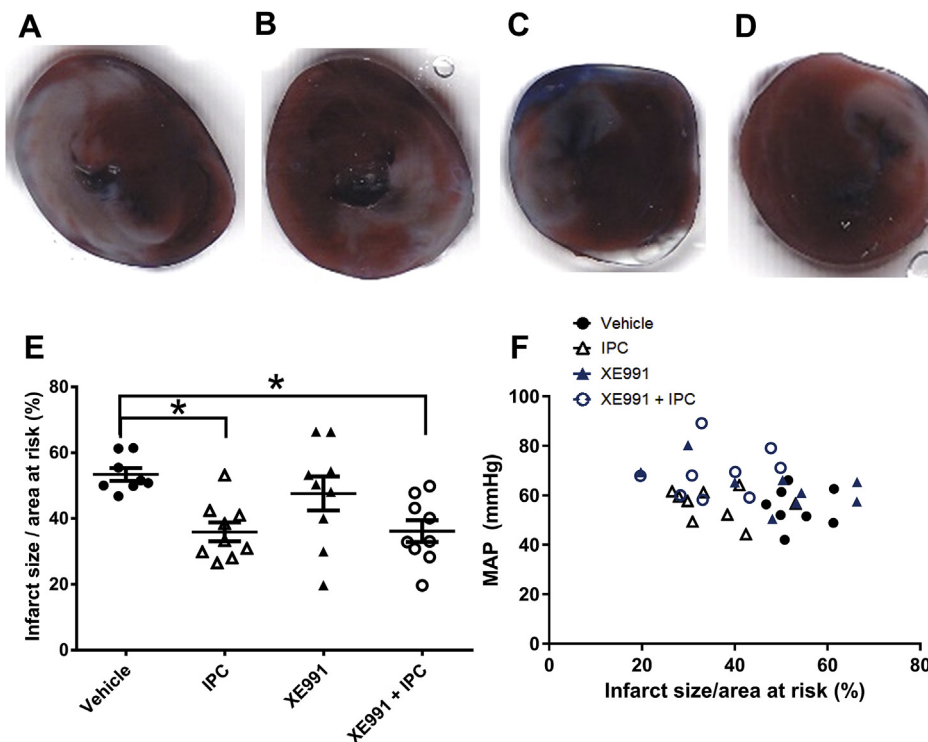 A
B
C
D
E
Infarct size / area at risk (%)
80
60
40
20
0
*
*
Vehicle
IPC
XE991
XE991 + IPC
F
Vehicle
IPC
XE991
XE991 + IPC
MAP (mmHg)
100
80
60
40
20
0
0
20
40
60
80
Infarct size/area at risk (%)